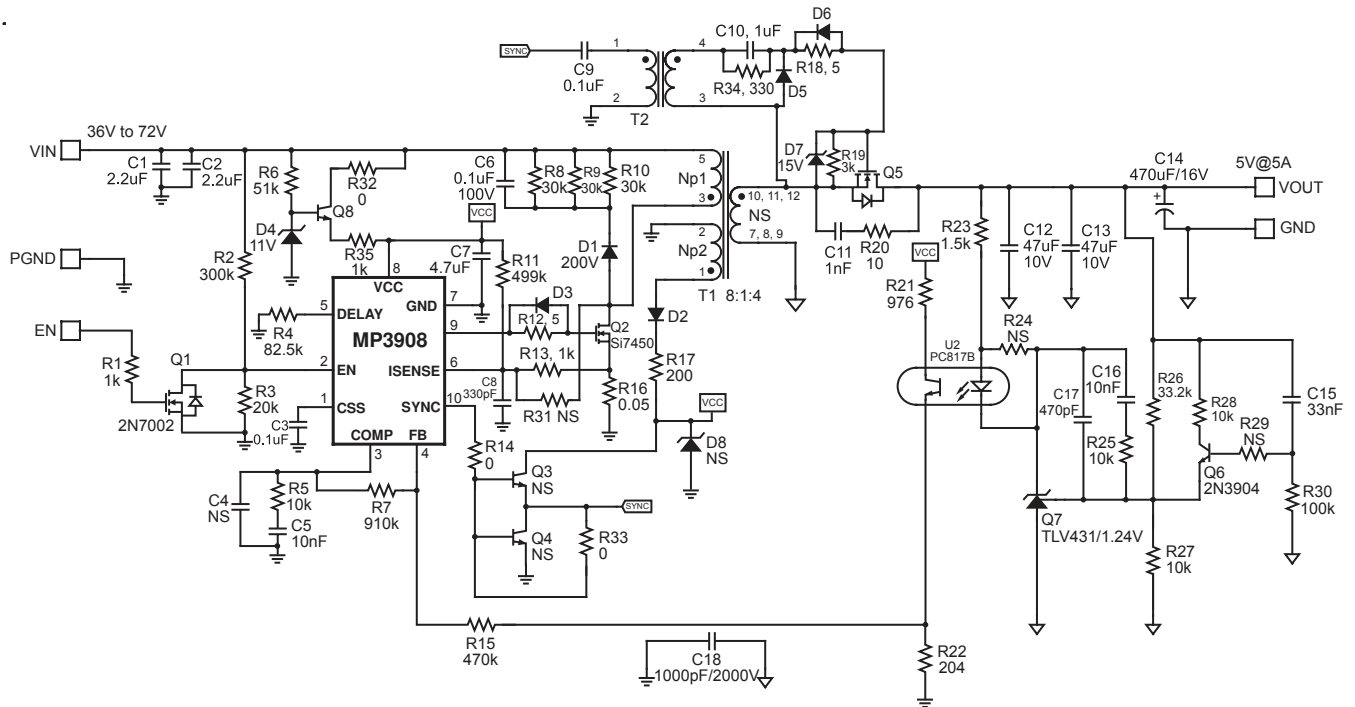 D6
C10, 1uF
SYNC
1
4
C9
0.1uF
R18, 5
R34, 330
D5
2
3
T2
36V to 72V
VIN
C1
2.2uF
C2
2.2uF
R6
51k
R32
0
C6
0.1uF
100V
R8
30k
R9
30k
R10
30k
5
Np1
3
D7
15V
R19
3k
Q5
10, 11, 12
NS
7, 8, 9
C14
470uF/16V
5V@5A
VOUT
GND
Q8
VCC
D4
11V
R35
1k
C7
4.7uF
R11
499k
D1
200V
2
Np2
1
T1 8:1:4
C11
1nF
R20
10
R23
1.5k
C12
47uF
10V
C13
47uF
10V
VCC
R21
976
PGND
R2
300k
8
VCC
GND
7
D3
D2
5
DELAY
R4
82.5k
MP3908
9
R12, 5
Q2
Si7450
R24
NS
EN
R1
1k
Q1
2
EN
ISENSE
6
R13, 1k
R17
200
U2
PC817B
C16
10nF
C17
470pF
R26
33.2k
R28
10k
C15
33nF
2N7002
R3
20k
1
CSS
SYNC
10
C8
330pF
R31 NS
R16
0.05
VCC
C3
0.1uF
COMP
FB
3
4
R14
0
D8
NS
R25
10k
R29
NS
Q6
2N3904
C4
NS
R5
10k
C5
10nF
R7
910k
Q3
NS
SYNC
Q4
NS
R33
0
Q7
TLV431/1.24V
R30
100k
R27
10k
R15
470k
C18
1000pF/2000V
R22
204